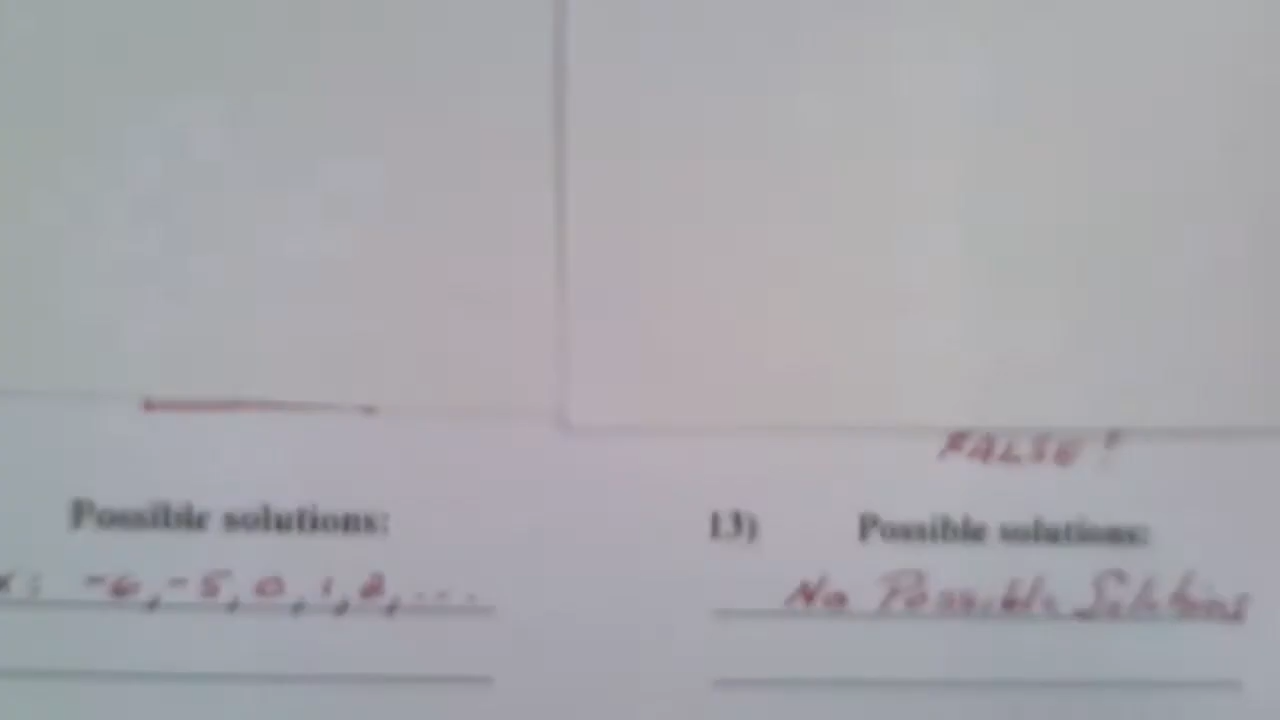 FALSE!
Possible solutions:
x: -6, -5, 0, 1, 2, ...
13) Possible solutions:
No Possible Solutions